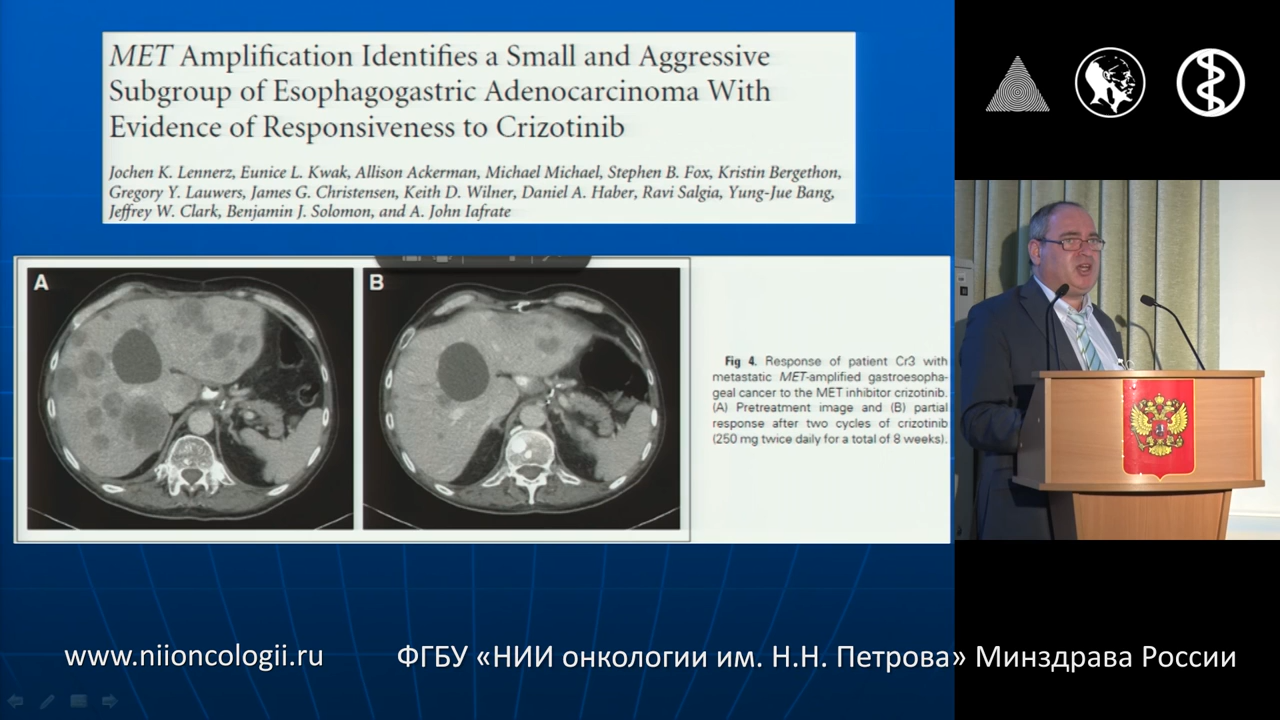 MET Amplification Identifies a Small and Aggressive
Subgroup of Esophagogastric Adenocarcinoma With
Evidence of Responsiveness to Crizotinib
Jochen K. Lennerz, Eunice L. Kwak, Allison Ackerman, Michael Michael, Stephen B. Fox, Kristin Bergethon,
Gregory Y. Lauwers, James G. Christensen, Keith D. Wilner, Daniel A. Haber, Ravi Salgia, Yung-Jue Bang,
Jeffrey W. Clark, Benjamin J. Solomon, and A. John Iafrate
A
B
Fig 4. Response of patient Cr3 with
metastatic MET-amplified gastroesopha-
geal cancer to the MET inhibitor crizotinib.
(A) Pretreatment image and (B) partial
response after two cycles of crizotinib
(250 mg twice daily for a total of 8 weeks).
www.niioncologii.ru
ФГБУ «НИИ онкологии им. Н.Н. Петрова» Минздрава России